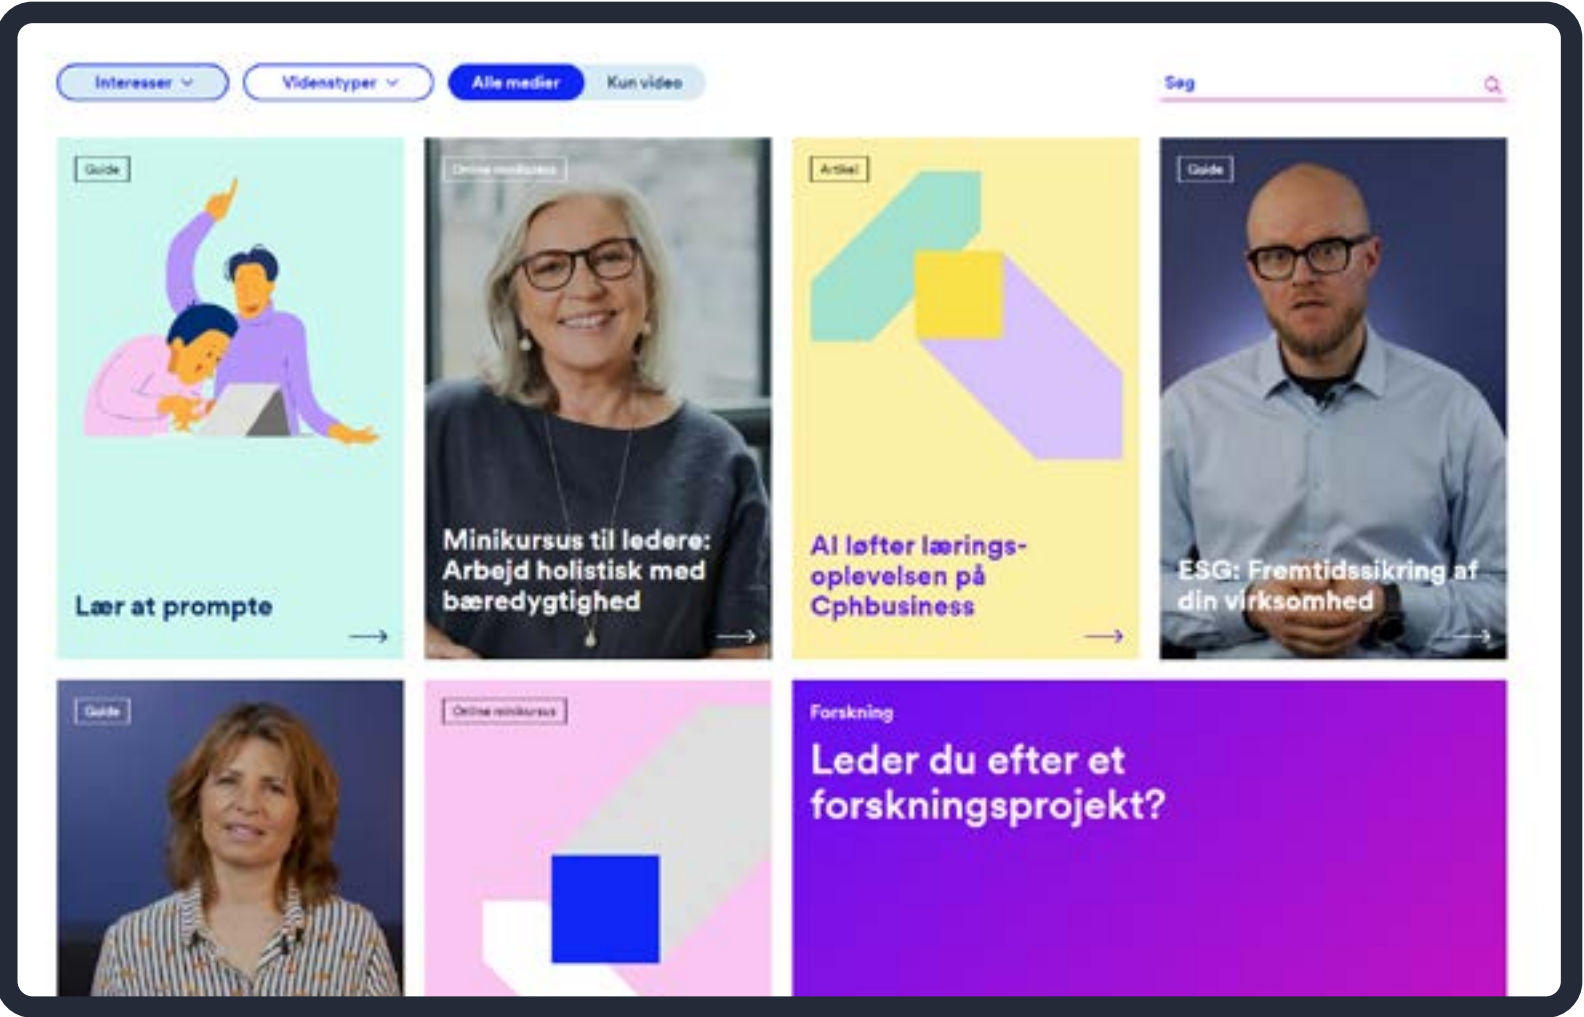 Interesser
Videnstyper
Alle medier
Kun video
Søg
Guide
Lær at prompte
Online minikursus
Minikursus til ledere:
Arbejd holistisk med
bæredygtighed
Artikel
AI løfter lærings-
oplevelsen på
Cphbusiness
Guide
ESG: Fremtidssikring af
din virksomhed
Guide
Online minikursus
Forskning
Leder du efter et
forskningsprojekt?